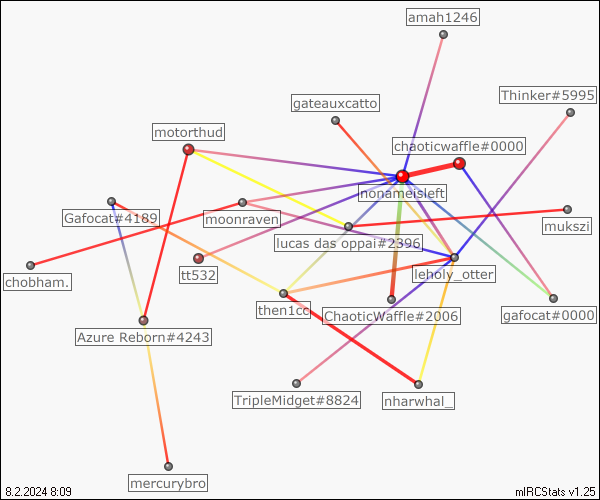 amah1246
Thinker#5995
gateauxcatto
motorthud
chaoticwaffle#0000
nonameisleft
Gafocat#4189
moonraven
mukszi
lucas das oppai#2396
chobham.
tt532
leholy_otter
then1cc
ChaoticWaffle#2006
gafocat#0000
Azure Reborn#4243
TripleMidget#8824
nharwhal_
mercurybro
8.2.2024 8:09
mIRCStats v1.25